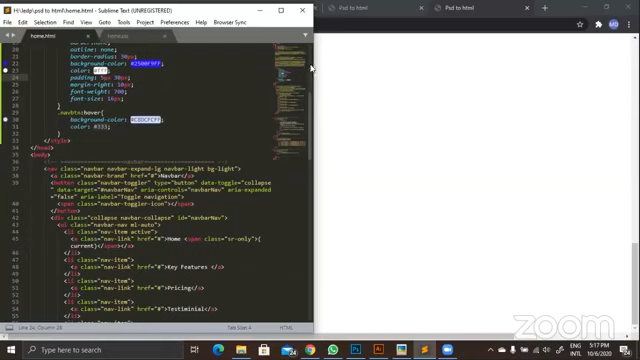 H:\ledp\Psd to html\home.html - Sublime Text (UNREGISTERED)
File Edit Selection Find View Goto Tools Project Preferences Help Browser Sync
home.html
Psd to html
Psd to html
outline: none;
border-radius: 30px;
background-color: #2500F9FF;
color: #fff;
padding: 5px 30px;
margin-right: 10px;
font-weight: 700;
font-size: 16px;
}
.navbtn:hover{
color: #333;
}
</style>
</head>
<body>
<nav class="navbar navbar-expand-lg navbar-light bg-light">
<a class="navbar-brand" href="#">Navbar</a>
<button class="navbar-toggler" type="button" data-toggle="collapse"
data-target="#navbarNav" aria-controls="navbarNav" aria-expanded
="false" aria-label="Toggle navigation">
<span class="navbar-toggler-icon"></span>
</button>
<div class="collapse navbar-collapse" id="navbarNav">
<ul class="navbar-nav ml-auto">
<li class="nav-item active">
<a class="nav-link" href="#">Home <span class="sr-only">(
current)</span></a>
</li>
<li class="nav-item">
<a class="nav-link" href="#">Key Features </a>
</li>
<li class="nav-item">
<a class="nav-link" href="#">Pricing</a>
</li>
<li class="nav-item">
<a class="nav-link" href="#">Testiminial</a>
</li>
Line 24, Column 28
Tab Size: 4
HTML
zoom
ENG
INTL
5:17 PM
10/6/2020